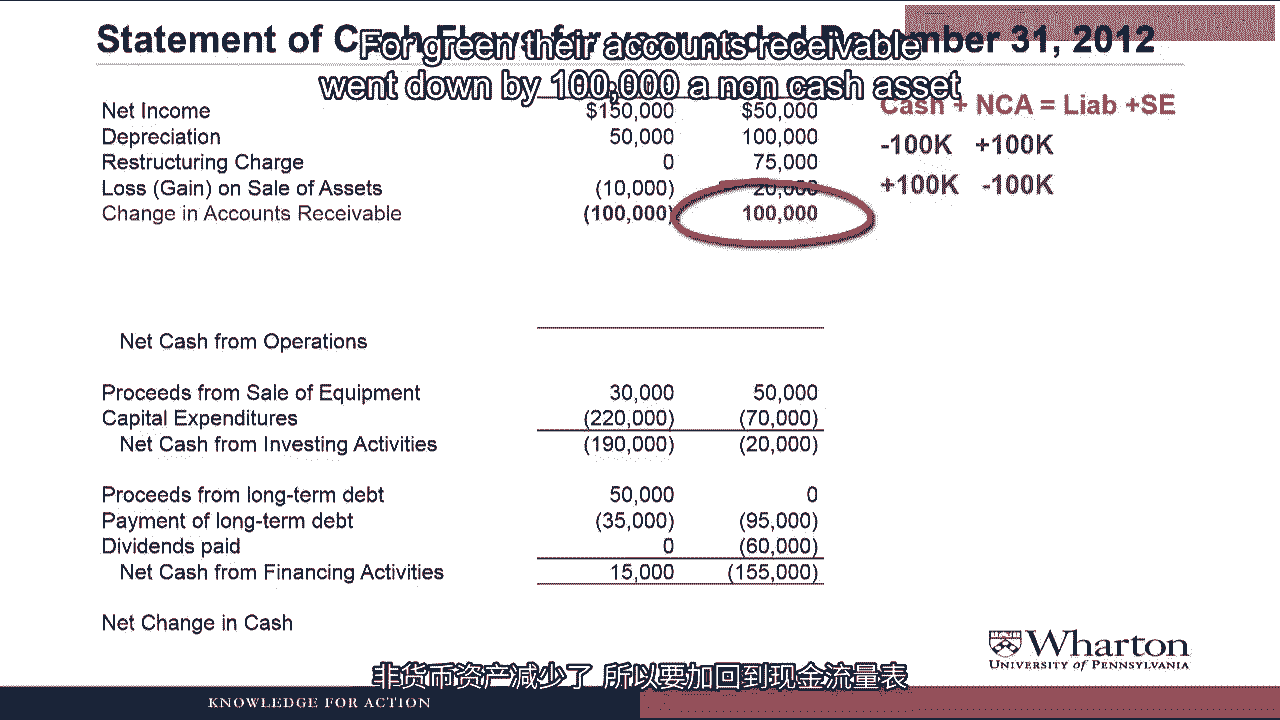 Statement of Cash Flows for year ended December 31, 2012
For green their accounts receivable
went down by 100,000 a non cash asset
Cash + NCA = Liab +SE
Net Income $150,000 $50,000
Depreciation 50,000 100,000
-100K +100K
Restructuring Charge 0 75,000
Loss (Gain) on Sale of Assets (10,000) 20,000
+100K -100K
Change in Accounts Receivable (100,000) 100,000
Net Cash from Operations
Proceeds from Sale of Equipment 30,000 50,000
Capital Expenditures (220,000) (70,000)
Net Cash from Investing Activities (190,000) (20,000)
Proceeds from long-term debt 50,000 0
Payment of long-term debt (35,000) (95,000)
Dividends paid 0 (60,000)
Net Cash from Financing Activities 15,000 (155,000)
Net Change in Cash
Wharton
UNIVERSITY of PENNSYLVANIA
非货币资产减少了 所以要加回到现金流量表
KNOWLEDGE FOR ACTION